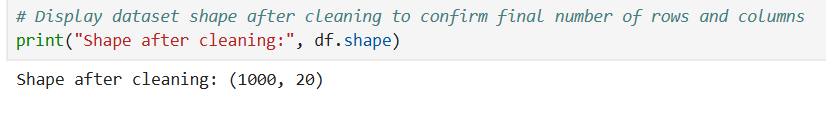 # Display dataset shape after cleaning to confirm final number of rows and columns
print("Shape after cleaning:", df.shape)
Shape after cleaning: (1000, 20)